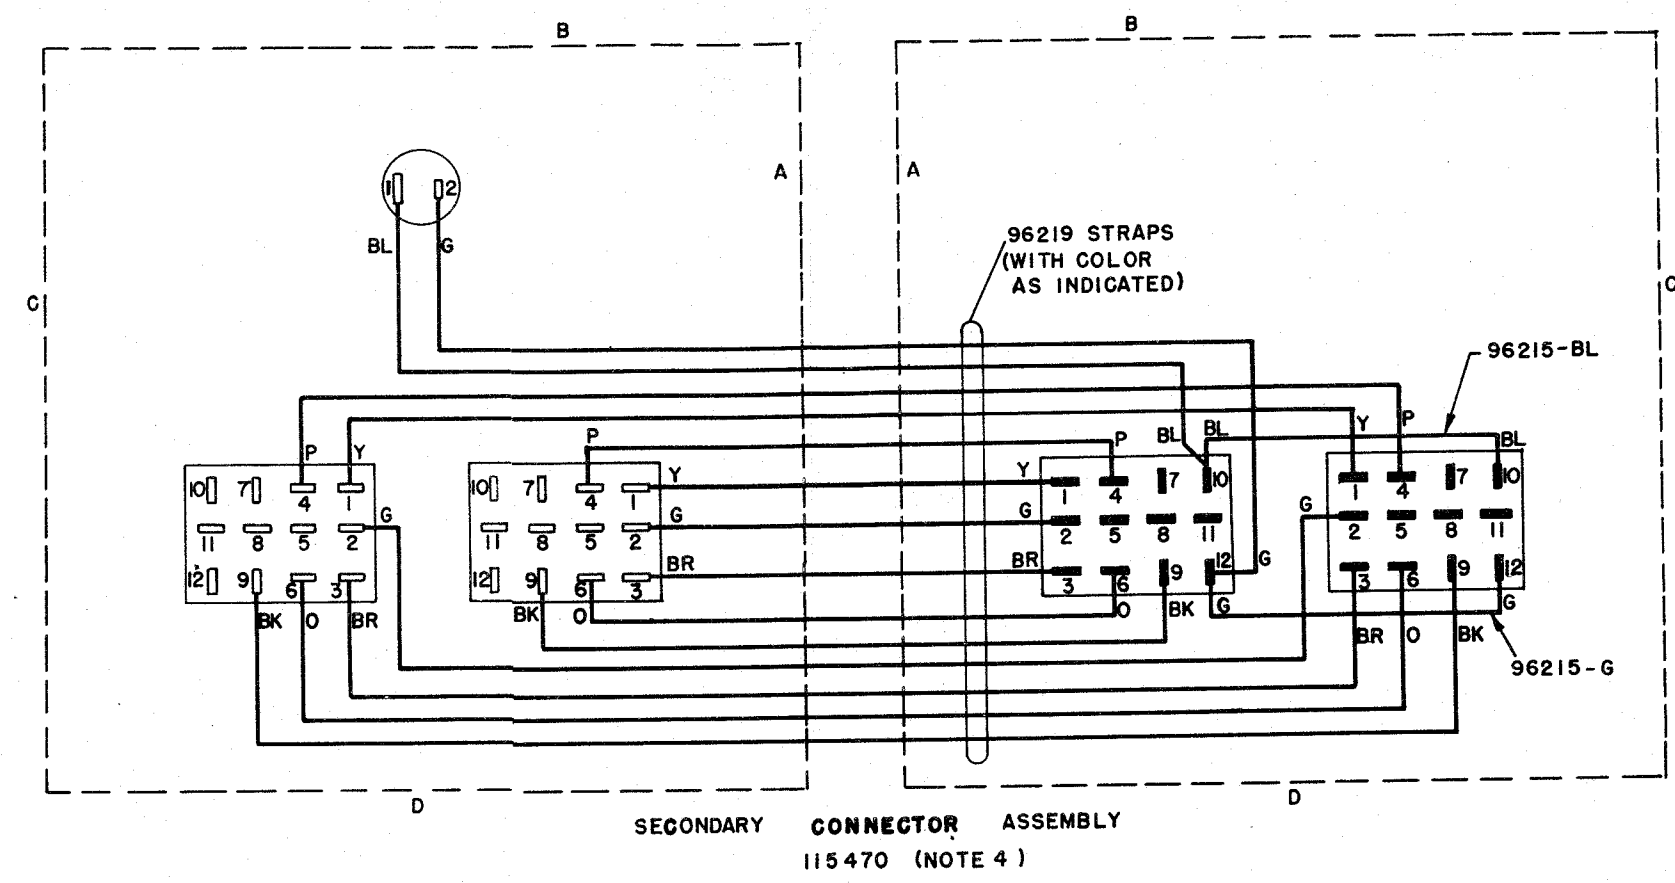 B
B
A
A
1
2
BL
G
96219 STRAPS
(WITH COLOR
AS INDICATED)
C
C
96215-BL
P
Y
P
Y
P
BL
BL
Y
P
BL
10
7
4
1
G
11
8
5
2
12
9
6
3
BK
O
BR
10
7
4
1
G
11
8
5
2
BR
12
9
6
3
BK
O
G
1
4
7
10
2
5
8
11
BR
3
6
9
12
G
O
BK
G
G
1
4
7
10
2
5
8
11
3
6
9
12
BR
O
BK
G
96215-G
D
D
SECONDARY CONNECTOR ASSEMBLY
115470 (NOTE 4)